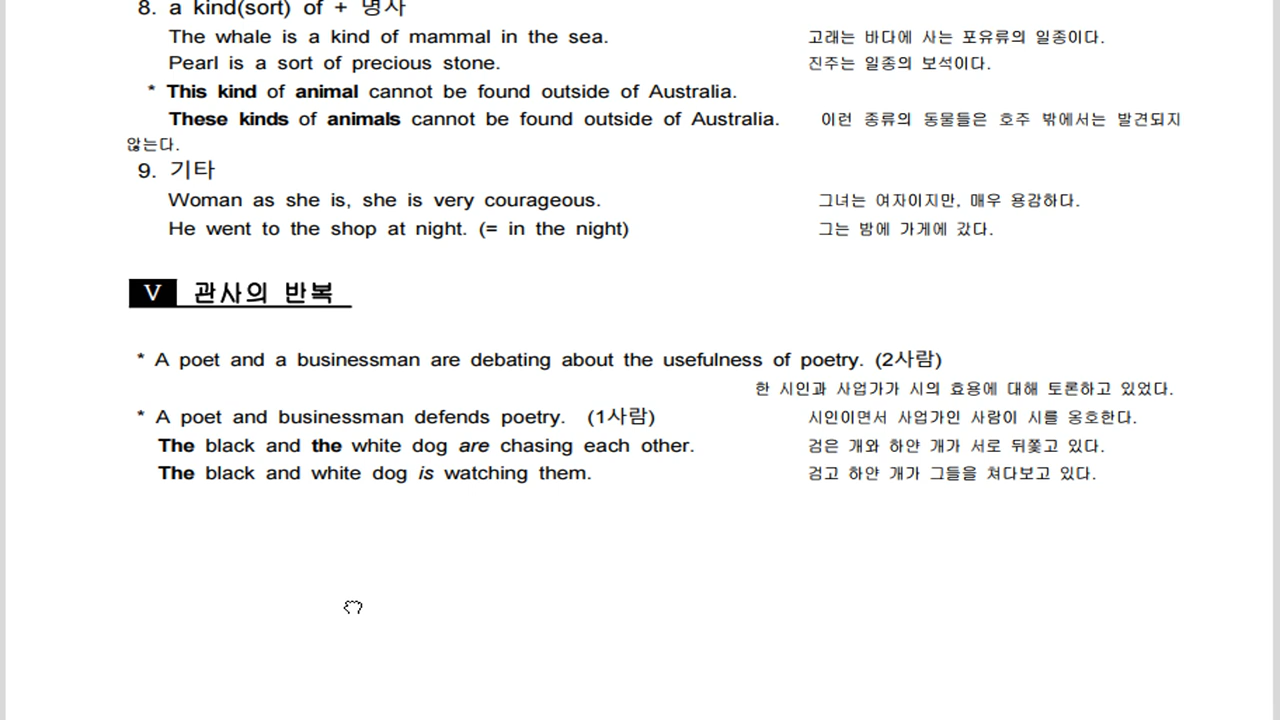 8. a kind(sort) of + 명사
The whale is a kind of mammal in the sea. 고래는 바다에 사는 포유류의 일종이다.
Pearl is a sort of precious stone. 진주는 일종의 보석이다.
* This kind of animal cannot be found outside of Australia.
These kinds of animals cannot be found outside of Australia. 이런 종류의 동물들은 호주 밖에서는 발견되지
않는다.
9. 기타
Woman as she is, she is very courageous. 그녀는 여자이지만, 매우 용감하다.
He went to the shop at night. (= in the night) 그는 밤에 가게에 갔다.
V 관사의 반복
* A poet and a businessman are debating about the usefulness of poetry. (2사람)
한 시인과 사업가가 시의 효용에 대해 토론하고 있었다.
* A poet and businessman defends poetry. (1사람) 시인이면서 사업가인 사람이 시를 옹호한다.
The black and the white dog are chasing each other. 검은 개와 하얀 개가 서로 뒤쫓고 있다.
The black and white dog is watching them. 검고 하얀 개가 그들을 쳐다보고 있다.